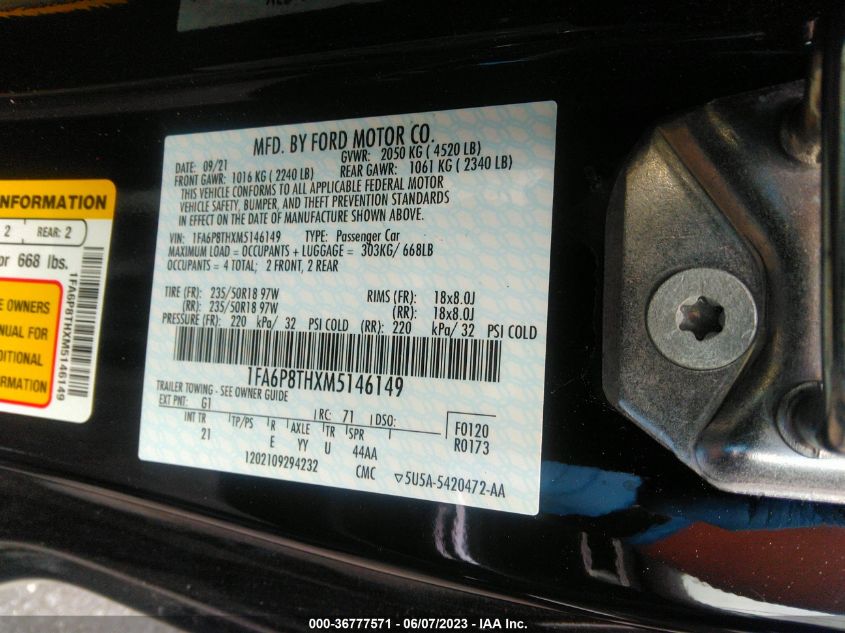 INFORMATION
2 REAR: 2
or 668 lbs.
E OWNERS
NUAL FOR
DITIONAL
RMATION
1FA6P8THXM5146149
MFD. BY FORD MOTOR CO.
DATE: 09/21 GVWR: 2050 KG ( 4520 LB)
FRONT GAWR: 1016 KG ( 2240 LB) REAR GAWR: 1061 KG ( 2340 LB)
THIS VEHICLE CONFORMS TO ALL APPLICABLE FEDERAL MOTOR
VEHICLE SAFETY, BUMPER, AND THEFT PREVENTION STANDARDS
IN EFFECT ON THE DATE OF MANUFACTURE SHOWN ABOVE.
VIN: 1FA6P8THXM5146149 TYPE: Passenger Car
MAXIMUM LOAD = OCCUPANTS + LUGGAGE = 303KG/ 668LB
OCCUPANTS = 4 TOTAL; 2 FRONT, 2 REAR
TIRE (FR): 235/50R18 97W RIMS (FR): 18x8.0J
(RR): 235/50R18 97W (RR): 18x8.0J
PRESSURE (FR): 220 kPa/ 32 PSI COLD (RR): 220 kPa/ 32 PSI COLD
1FA6P8THXM5146149
TRAILER TOWING - SEE OWNER GUIDE
EXT PNT: G1 RC: 71 DSO: F0120
INT TR TP/PS R AXLE TR SPR R0173
21 E YY U 44AA
1202109294232 CMC ▽5U5A-5420472-AA
000-36777571 - 06/07/2023 - IAA Inc.